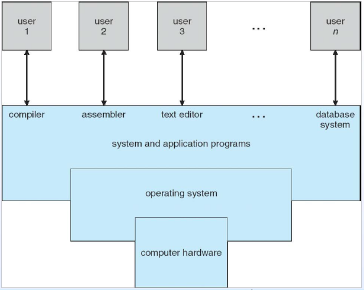 user
1
user
2
user
3
...
user
n
compiler
assembler
text editor
...
database
system
system and application programs
operating system
computer hardware